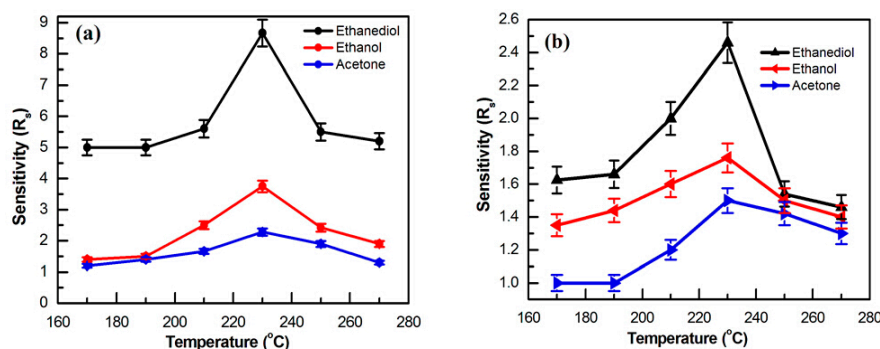 (a)
Ethanediol
Ethanol
Acetone
Sensitivity (Rs)
9
8
7
6
5
4
3
2
1
0
160 180 200 220 240 260 280
Temperature (°C)
(b)
Ethanediol
Ethanol
Acetone
Sensitivity (Rs)
2.6
2.4
2.2
2.0
1.8
1.6
1.4
1.2
1.0
160 180 200 220 240 260 280
Temperature (°C)